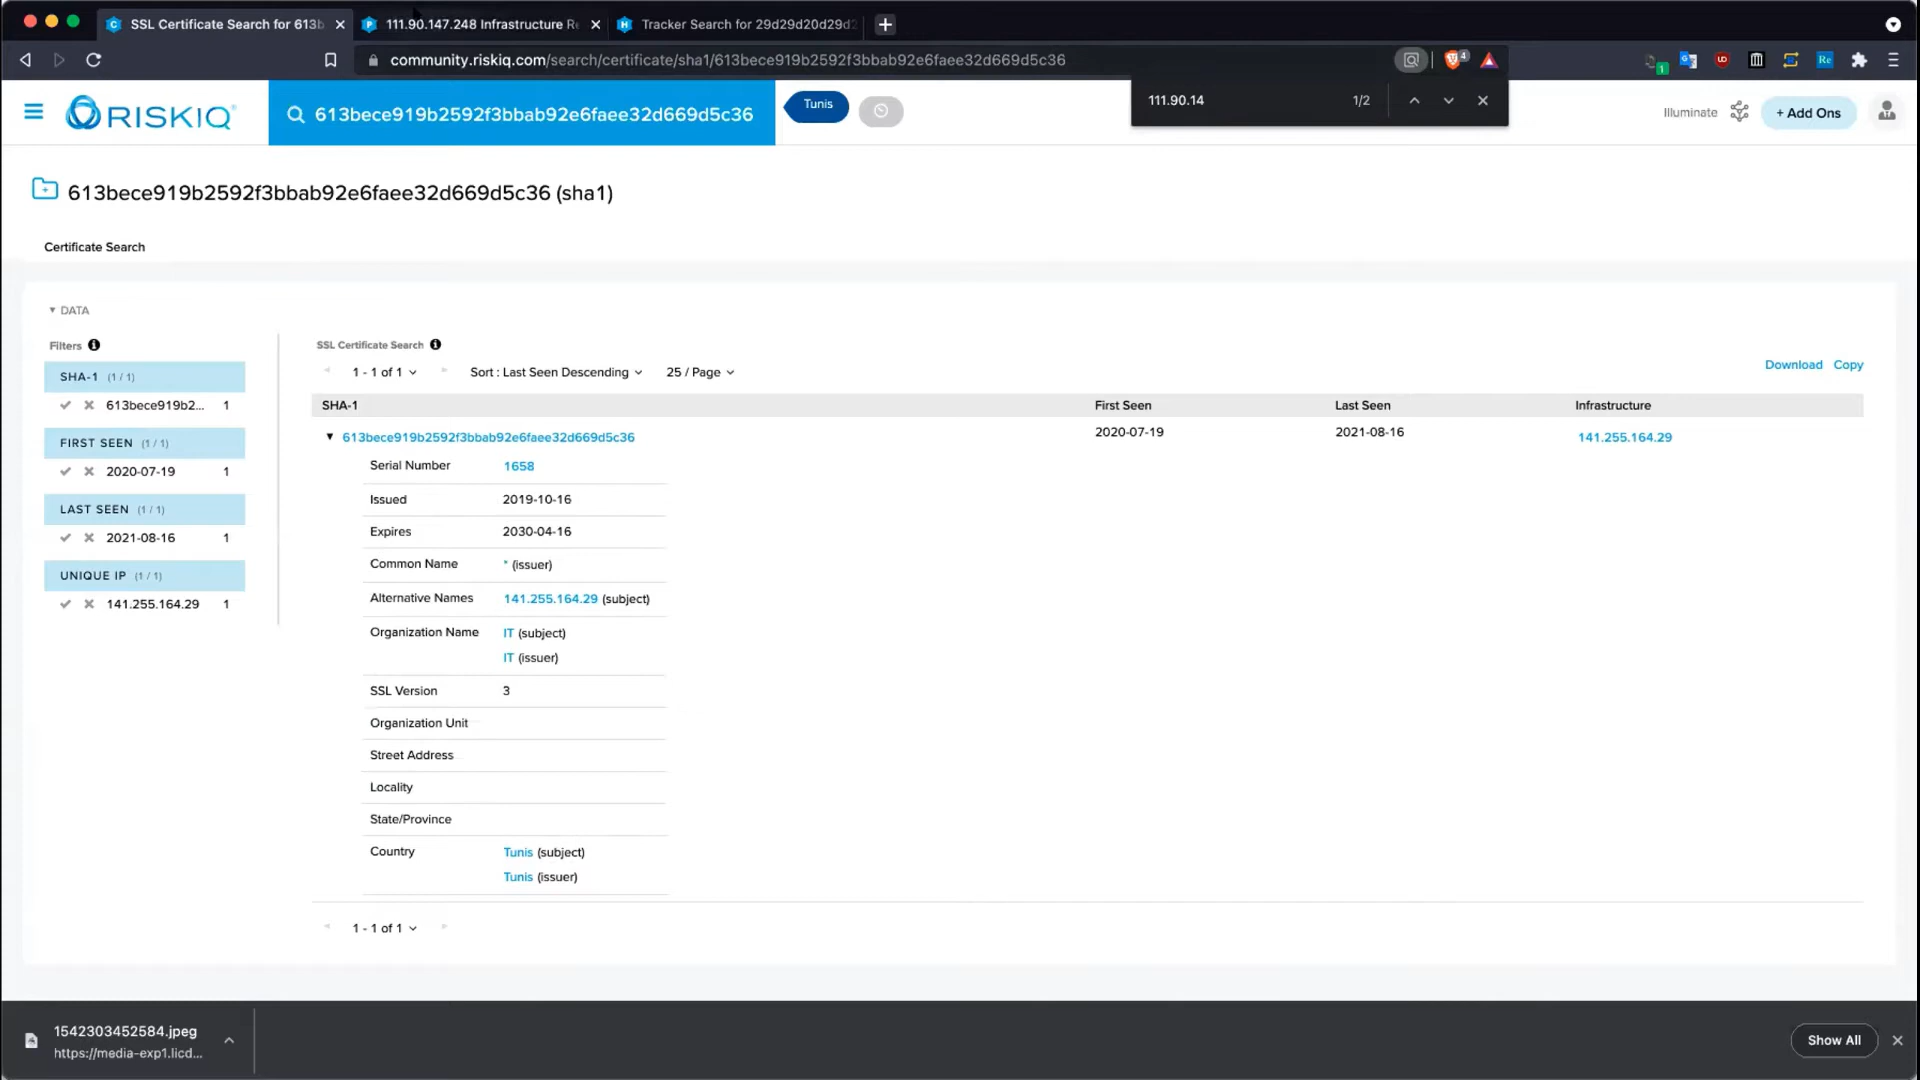 SSL Certificate Search for 613b
111.90.147.248 Infrastructure Re
Tracker Search for 29d29d20d29d2
community.riskiq.com/search/certificate/sha1/613bece919b2592f3bbab92e6faee32d669d5c36
4
1
Re
RISKIQ
613bece919b2592f3bbab92e6faee32d669d5c36
Tunis
111.90.14
1/2
Illuminate
+ Add Ons
613bece919b2592f3bbab92e6faee32d669d5c36 (sha1)
Certificate Search
DATA
Filters
SHA-1 (1 / 1)
613bece919b2... 1
FIRST SEEN (1 / 1)
2020-07-19 1
LAST SEEN (1 / 1)
2021-08-16 1
UNIQUE IP (1 / 1)
141.255.164.29 1
SSL Certificate Search
1 - 1 of 1
Sort : Last Seen Descending
25 / Page
Download Copy
SHA-1 First Seen Last Seen Infrastructure
613bece919b2592f3bbab92e6faee32d669d5c36 2020-07-19 2021-08-16 141.255.164.29
Serial Number 1658
Issued 2019-10-16
Expires 2030-04-16
Common Name * (issuer)
Alternative Names 141.255.164.29 (subject)
Organization Name IT (subject)
IT (issuer)
SSL Version 3
Organization Unit
Street Address
Locality
State/Province
Country Tunis (subject)
Tunis (issuer)
1 - 1 of 1
1542303452584.jpeg
https://media-exp1.licd...
Show All